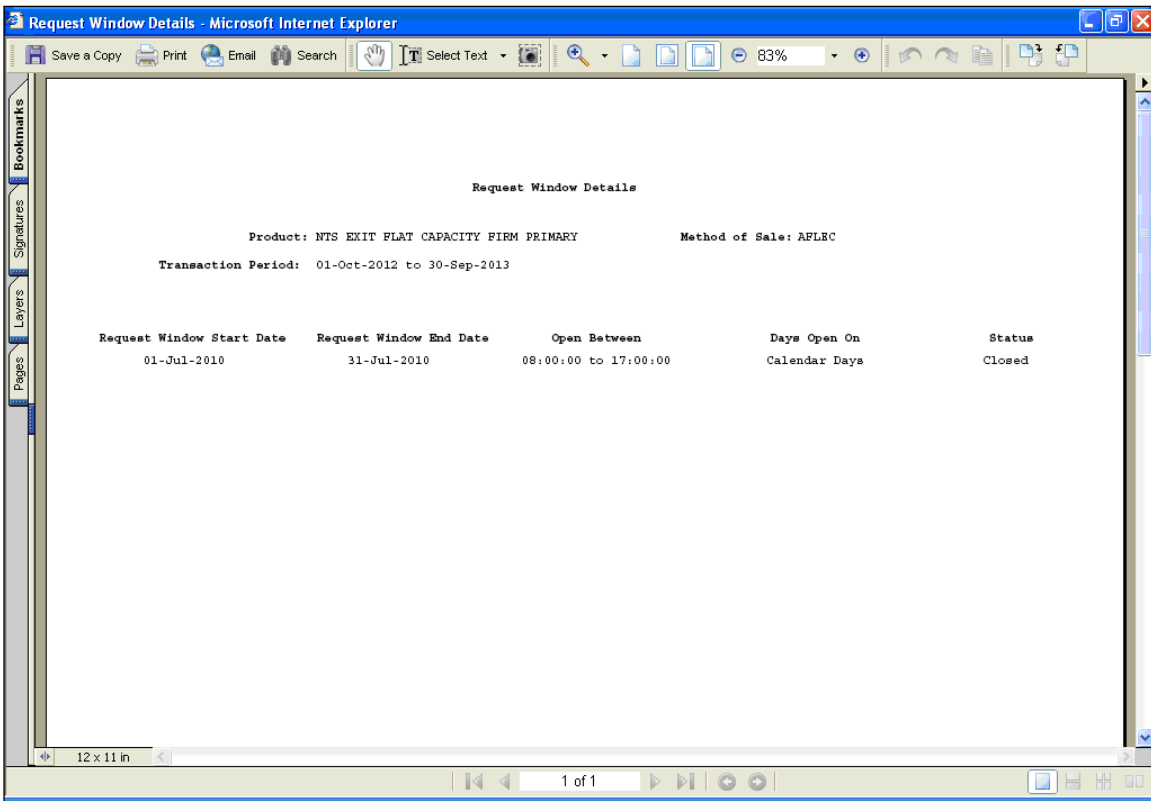 Request Window Details - Microsoft Internet Explorer
Save a Copy Print Email Search Select Text 83%
Bookmarks
Signatures
Layers
Pages
Request Window Details
Product: NTS EXIT FLAT CAPACITY FIRM PRIMARY Method of Sale: AFLEC
Transaction Period: 01-Oct-2012 to 30-Sep-2013
Request Window Start Date Request Window End Date Open Between Days Open On Status
01-Jul-2010 31-Jul-2010 08:00:00 to 17:00:00 Calendar Days Closed
12 x 11 in
1 of 1